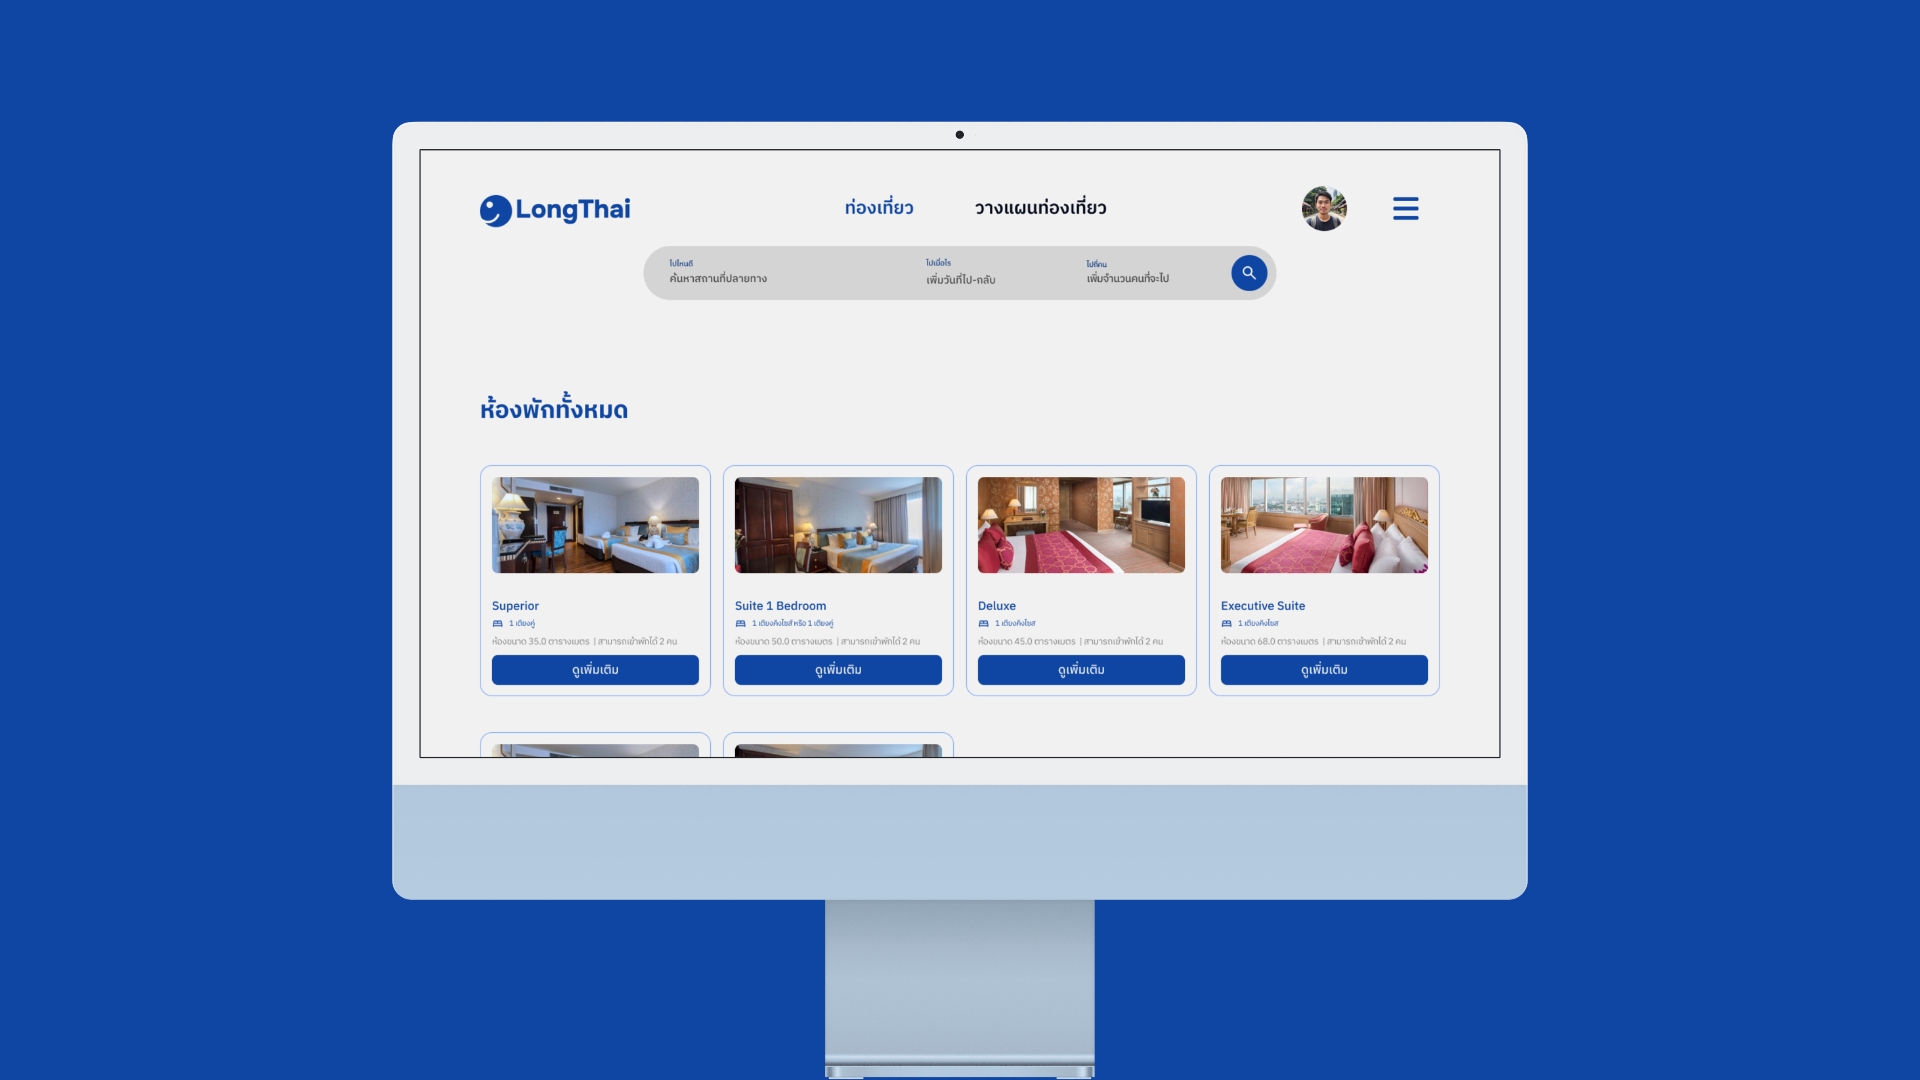 LongThai
ท่องเที่ยว
วางแผนท่องเที่ยว
ไปไหนดี
ค้นหาสถานที่ปลายทาง
ไปเมื่อไร
เพิ่มวันที่ไป-กลับ
ไปกี่คน
เพิ่มจำนวนคนที่จะไป
ห้องพักทั้งหมด
Superior
1 เตียงคู่
ห้องขนาด 35.0 ตารางเมตร | สามารถเข้าพักได้ 2 คน
ดูเพิ่มเติม
Suite 1 Bedroom
1 เตียงคิงไซส์ หรือ 1 เตียงคู่
ห้องขนาด 50.0 ตารางเมตร | สามารถเข้าพักได้ 2 คน
ดูเพิ่มเติม
Deluxe
1 เตียงคิงไซส
ห้องขนาด 45.0 ตารางเมตร | สามารถเข้าพักได้ 2 คน
ดูเพิ่มเติม
Executive Suite
1 เตียงคิงไซส
ห้องขนาด 68.0 ตารางเมตร | สามารถเข้าพักได้ 2 คน
ดูเพิ่มเติม